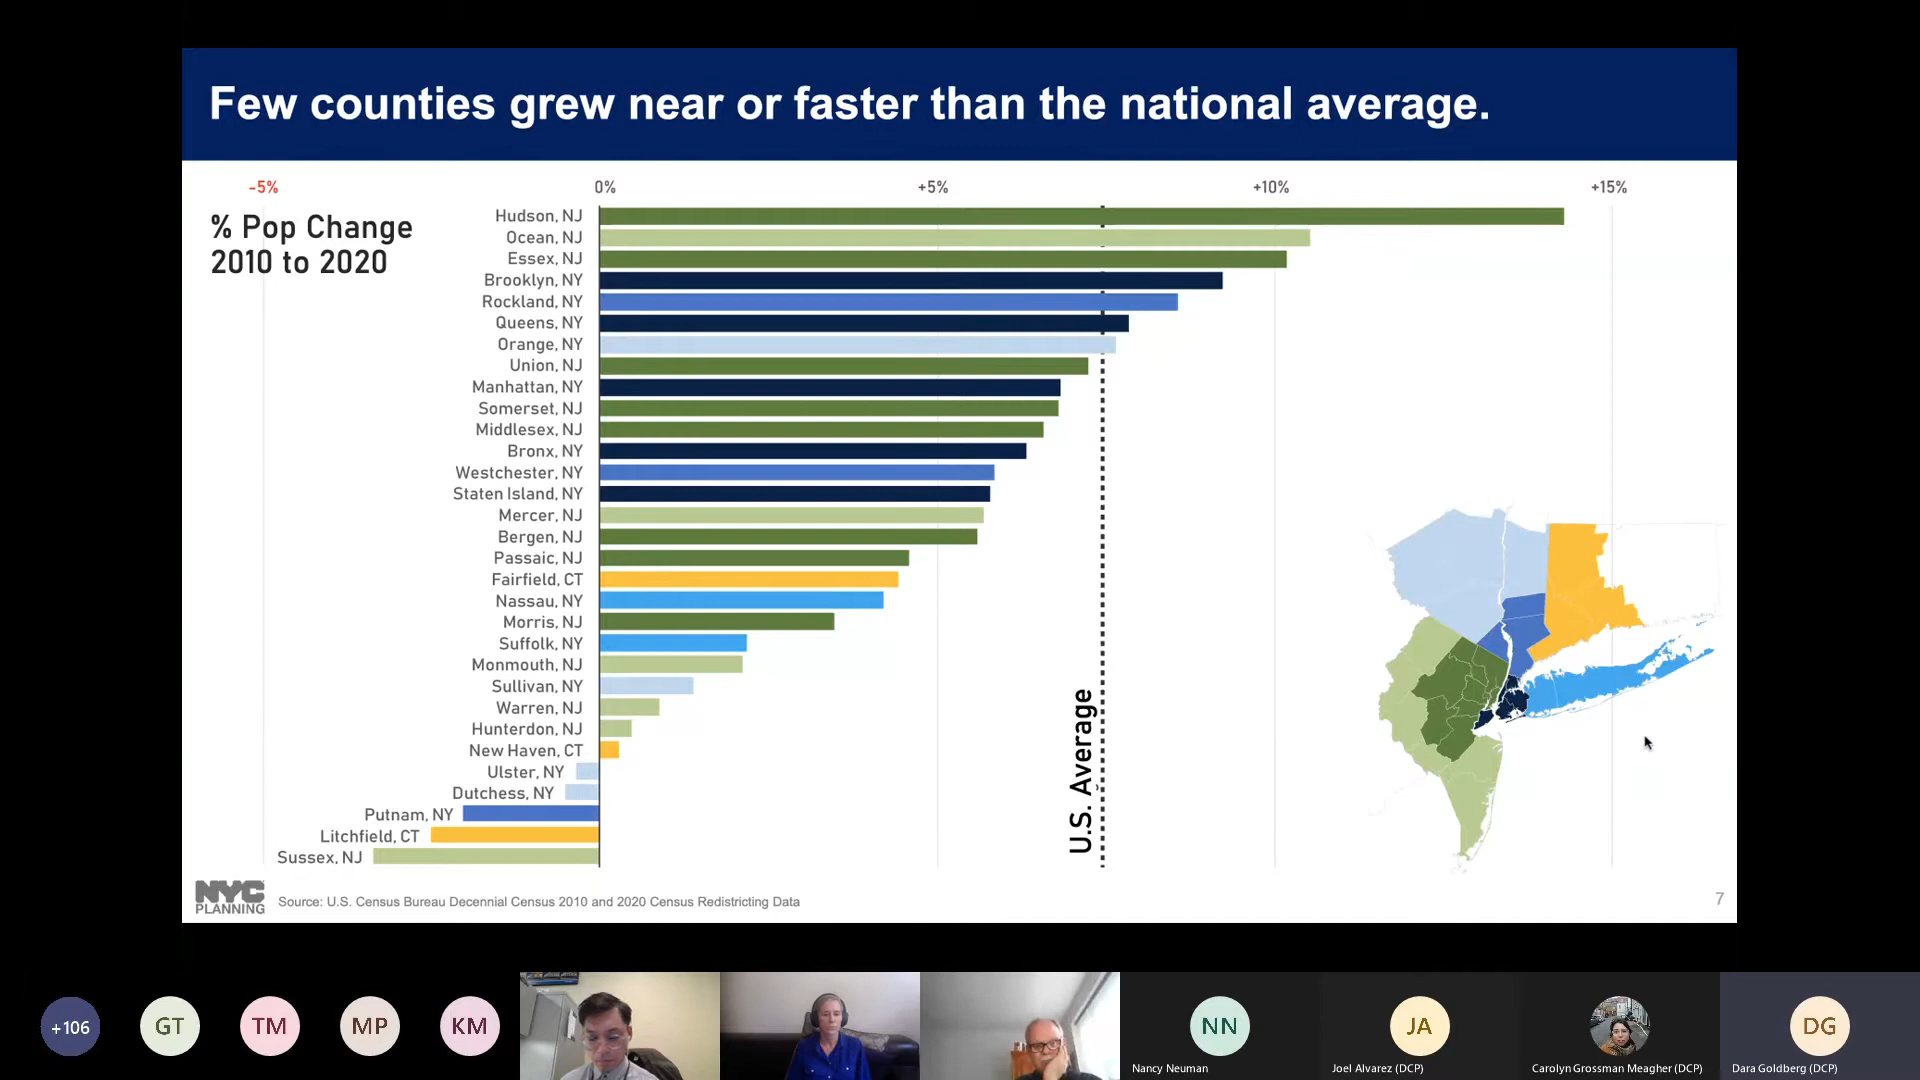 Few counties grew near or faster than the national average.
-5%
0%
+5%
+10%
+15%
% Pop Change
2010 to 2020
Hudson, NJ
Ocean, NJ
Essex, NJ
Brooklyn, NY
Rockland, NY
Queens, NY
Orange, NY
Union, NJ
Manhattan, NY
Somerset, NJ
Middlesex, NJ
Bronx, NY
Westchester, NY
Staten Island, NY
Mercer, NJ
Bergen, NJ
Passaic, NJ
Fairfield, CT
Nassau, NY
Morris, NJ
Suffolk, NY
Monmouth, NJ
Sullivan, NY
Warren, NJ
Hunterdon, NJ
New Haven, CT
Ulster, NY
Dutchess, NY
Putnam, NY
Litchfield, CT
Sussex, NJ
U.S. Average
NYC
PLANNING
Source: U.S. Census Bureau Decennial Census 2010 and 2020 Census Redistricting Data
7
+106
GT
TM
MP
KM
NN
Nancy Neuman
JA
Joel Alvarez (DCP)
Carolyn Grossman Meagher (DCP)
DG
Dara Goldberg (DCP)